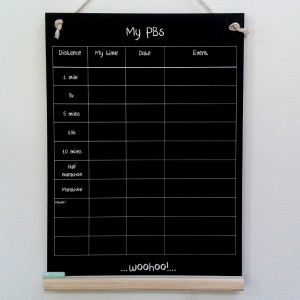 My PBs
Distance My time Date Event
1 mile
5k
5 miles
10k
10 miles
Half
marathon
Marathon
...woohoo!...